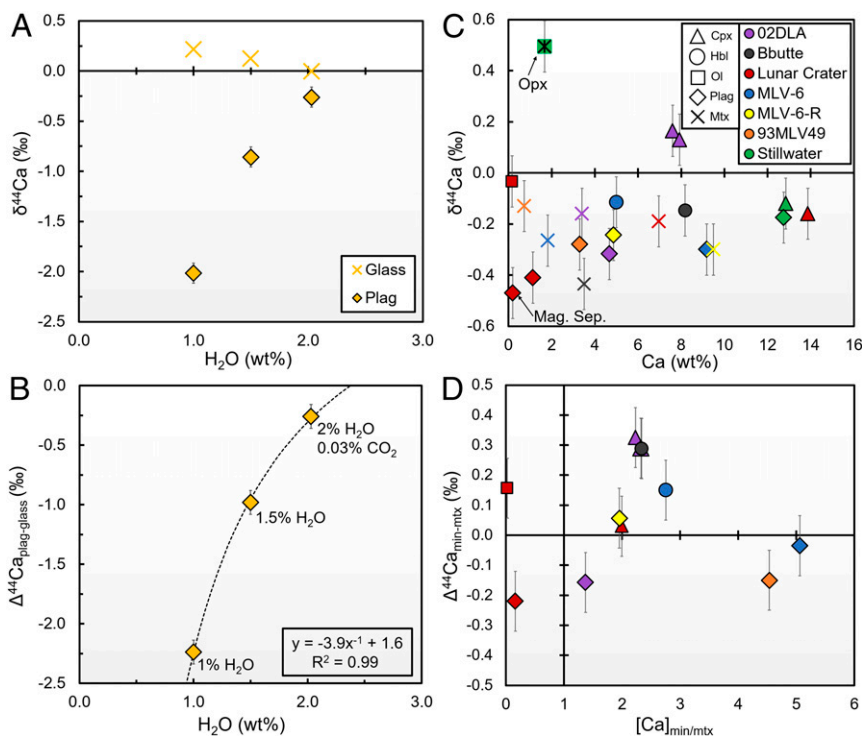 A
0.5
0.0
-0.5
-1.0
-1.5
-2.0
-2.5
δ⁴⁴Ca (‰)
Glass
Plag
0.0
1.0
2.0
3.0
H₂O (wt%)
B
0.0
-0.5
-1.0
-1.5
-2.0
-2.5
Δ⁴⁴Ca plag-glass (‰)
2% H₂O
0.03% CO₂
1.5% H₂O
1% H₂O
y = -3.9x⁻¹ + 1.6
R² = 0.99
0.0
1.0
2.0
3.0
H₂O (wt%)
C
0.6
0.4
0.2
0.0
-0.2
-0.4
-0.6
δ⁴⁴Ca (‰)
Opx
Mag. Sep.
Cpx
Hbl
Ol
Plag
Mtx
02DLA
Bbutte
Lunar Crater
MLV-6
MLV-6-R
93MLV49
Stillwater
0
2
4
6
8
10
12
14
16
Ca (wt%)
D
0.5
0.4
0.3
0.2
0.1
0.0
-0.1
-0.2
-0.3
-0.4
-0.5
Δ⁴⁴Ca min-mtx (‰)
0
1
2
3
4
5
6
[Ca]min/mtx